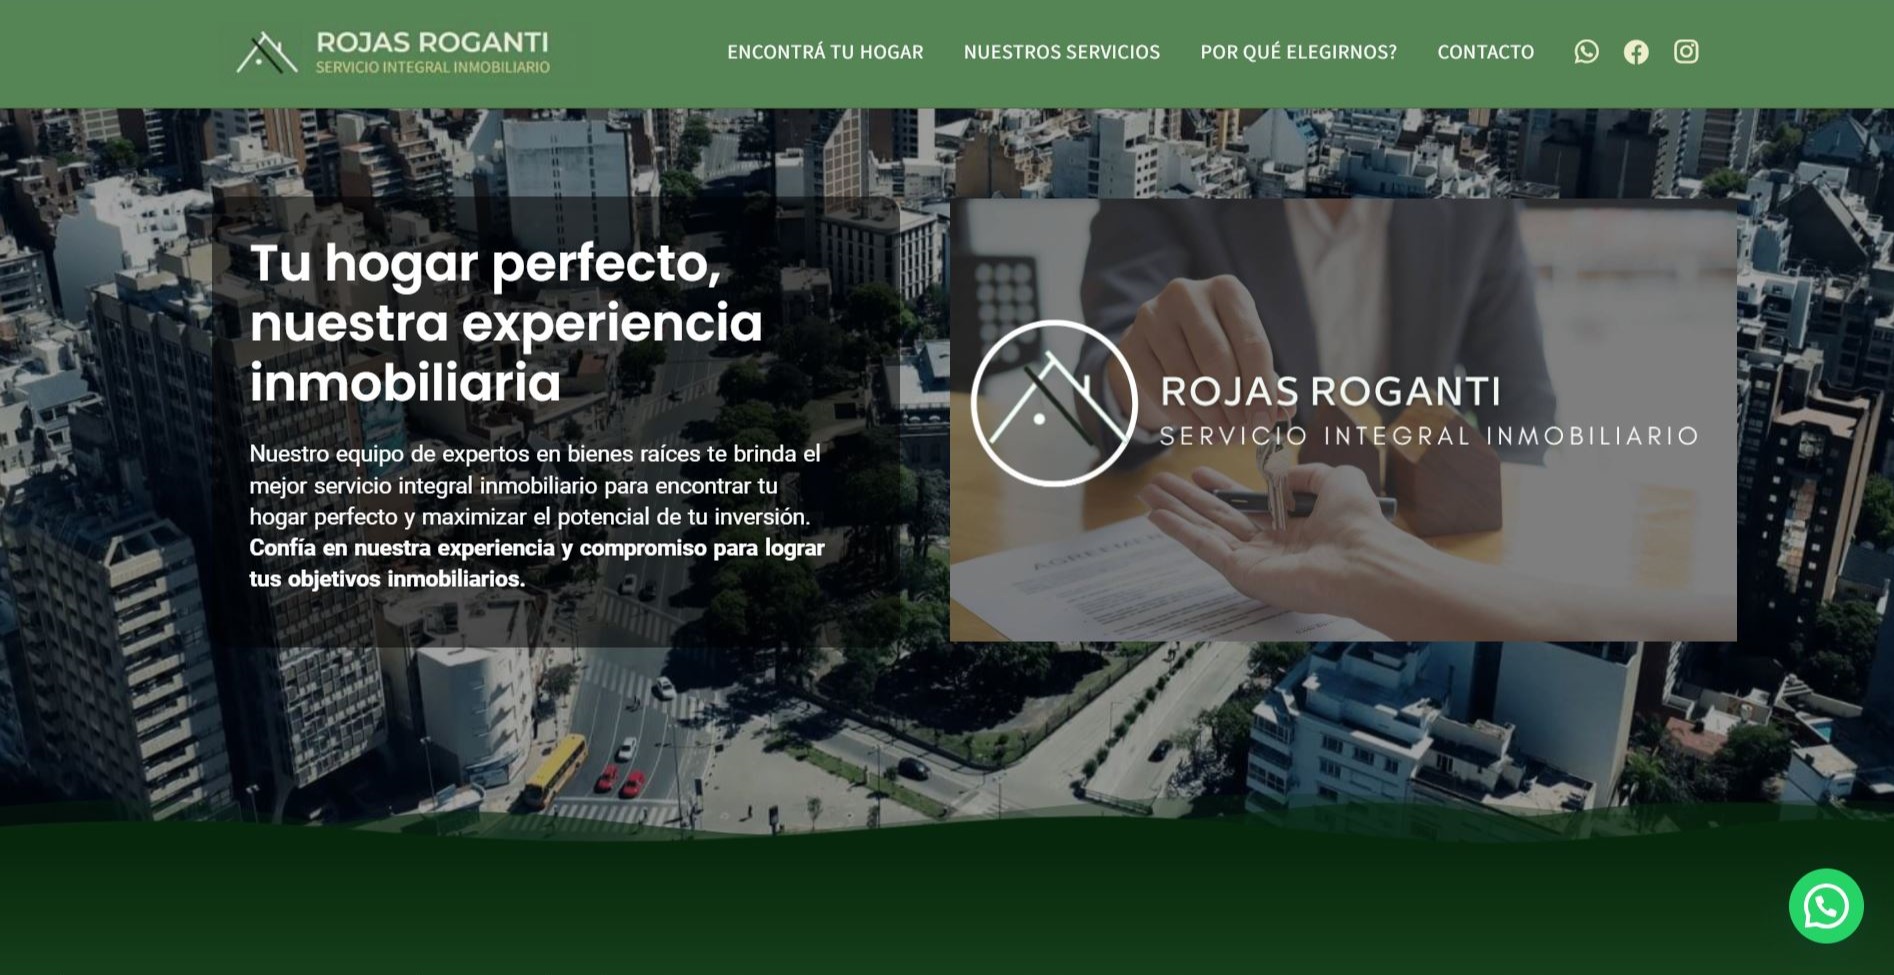 ROJAS ROGANTI
SERVICIO INTEGRAL INMOBILIARIO
ENCONTRÁ TU HOGAR
NUESTROS SERVICIOS
POR QUÉ ELEGIRNOS?
CONTACTO
Tu hogar perfecto,
nuestra experiencia
inmobiliaria
Nuestro equipo de expertos en bienes raíces te brinda el
mejor servicio integral inmobiliario para encontrar tu
hogar perfecto y maximizar el potencial de tu inversión.
Confía en nuestra experiencia y compromiso para lograr
tus objetivos inmobiliarios.
ROJAS ROGANTI
SERVICIO INTEGRAL INMOBILIARIO